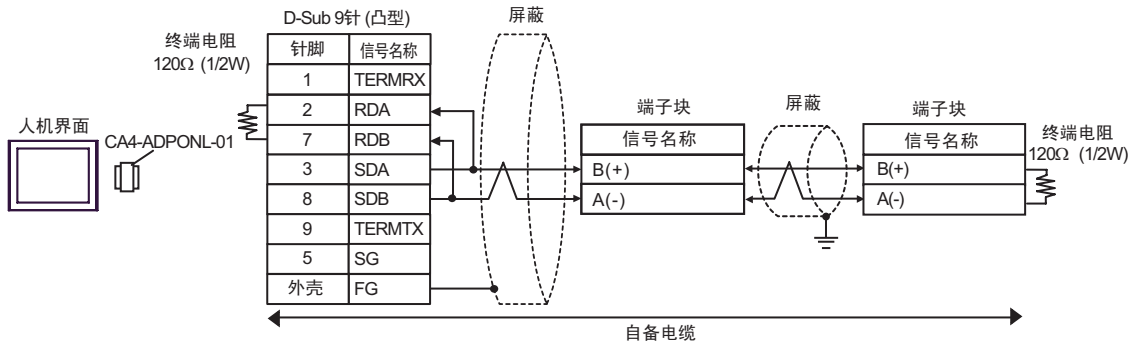 D-Sub 9针 (凸型)
屏蔽
终端电阻
120Ω (1/2W)
针脚 信号名称
1 TERMRX
2 RDA
7 RDB
3 SDA
8 SDB
9 TERMTX
5 SG
外壳 FG
人机界面
CA4-ADPONL-01
端子块
信号名称
B(+)
A(-)
屏蔽
端子块
信号名称
B(+)
A(-)
终端电阻
120Ω (1/2W)
自备电缆